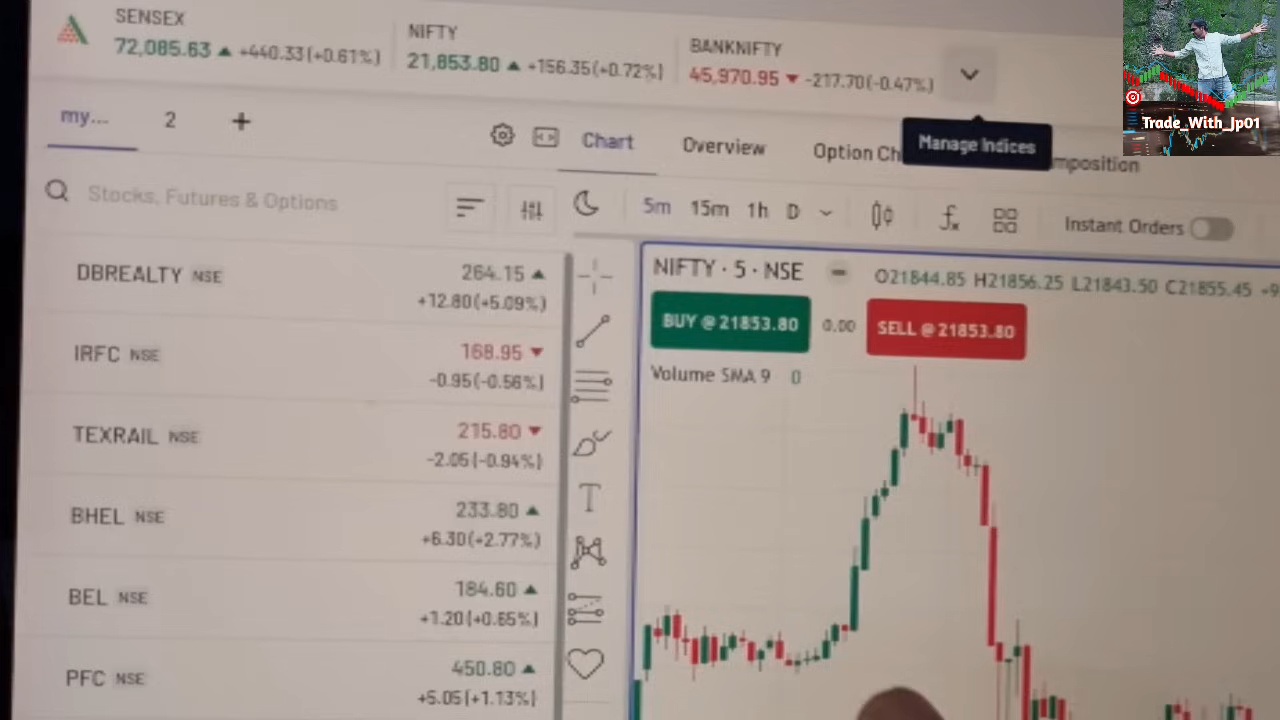 SENSEX
72,085.63 ▲ +440.33(+0.61%)
NIFTY
21,853.80 ▲ +156.35(+0.72%)
BANKNIFTY
45,970.95 ▼ -217.70(-0.47%)
Trade_With_Jp01
my...
2
+
Chart
Overview
Option Ch
Manage Indices
mposition
Stocks, Futures & Options
5m
15m
1h
D
Instant Orders
DBREALTY NSE
264.15 ▲
+12.80(+5.09%)
IRFC NSE
168.95 ▼
-0.95(-0.56%)
TEXRAIL NSE
215.80 ▼
-2.05(-0.94%)
BHEL NSE
233.80 ▲
+6.30(+2.77%)
BEL NSE
184.60 ▲
+1.20(+0.65%)
PFC NSE
450.80 ▲
+5.05(+1.13%)
NIFTY · 5 · NSE
O21844.85 H21856.25 L21843.50 C21855.45 +9
BUY @ 21853.80
0.00
SELL @ 21853.80
Volume SMA 9 0